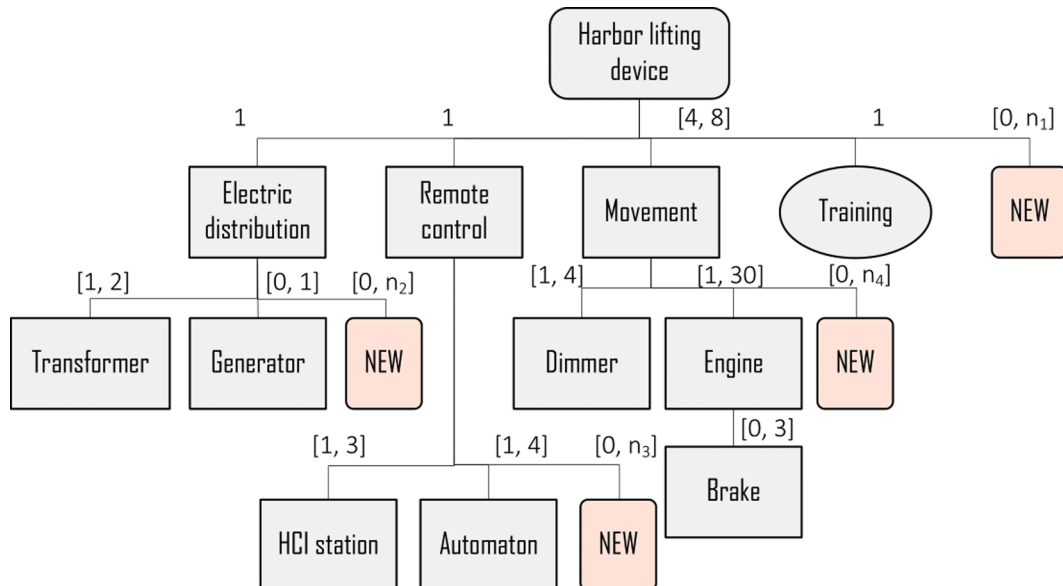 Harbor lifting
device
1
1
[4, 8]
1
[0, n₁]
Electric
distribution
Remote
control
Movement
Training
NEW
[1, 2]
[0, 1]
[0, n₂]
[1, 4]
[1, 30]
[0, n₄]
Transformer
Generator
NEW
Dimmer
Engine
NEW
[1, 3]
[1, 4]
[0, n₃]
[0, 3]
HCI station
Automaton
NEW
Brake